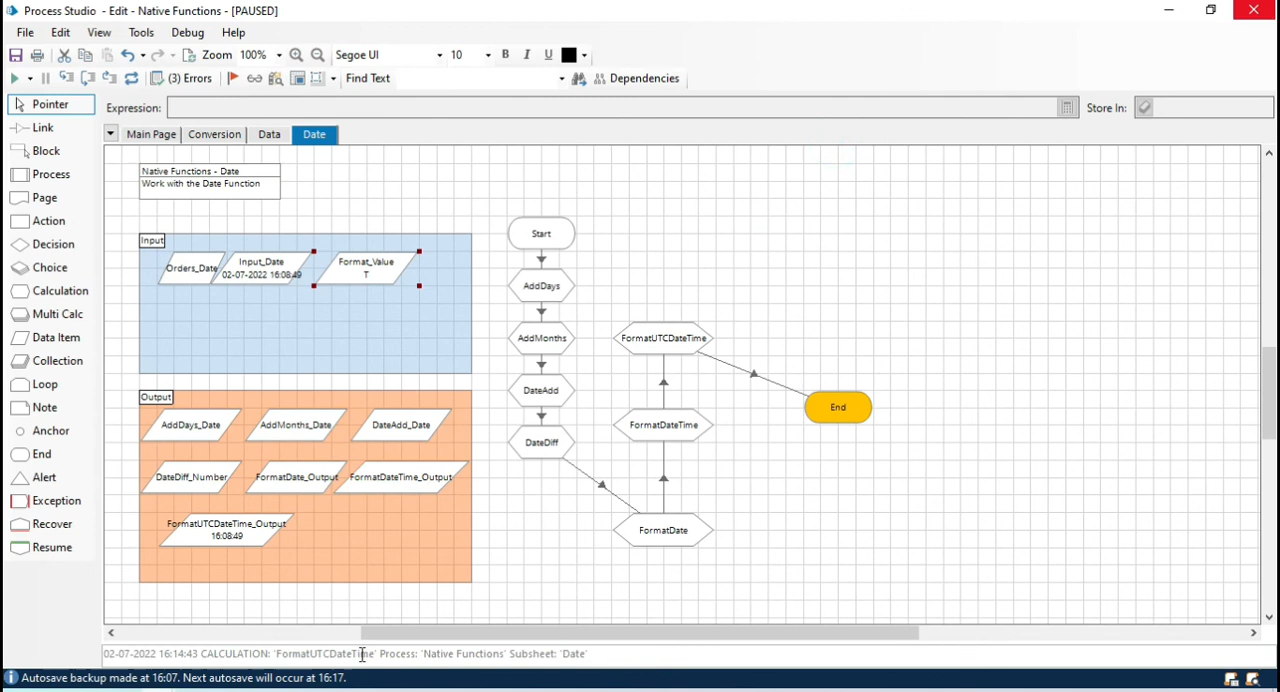 Process Studio - Edit - Native Functions - [PAUSED]
File Edit View Tools Debug Help
Zoom 100% Segoe UI 10 B I U
(3) Errors Find Text Dependencies
Expression: Store In:
Pointer
Link
Block
Process
Page
Action
Decision
Choice
Calculation
Multi Calc
Data Item
Collection
Loop
Note
Anchor
End
Alert
Exception
Recover
Resume
Main Page Conversion Data Date
Native Functions - Date
Work with the Date Function
Input
Orders_Date
Input_Date
02-07-2022 16:08:49
Format_Value
T
Output
AddDays_Date AddMonths_Date DateAdd_Date
DateDiff_Number FormatDate_Output FormatDateTime_Output
FormatUTCDateTime_Output
16:08:49
Start
AddDays
AddMonths
DateAdd
DateDiff
FormatDate
FormatDateTime
FormatUTCDateTime
End
02-07-2022 16:14:43 CALCULATION: 'FormatUTCDateTime' Process: 'Native Functions' Subsheet: 'Date'
Autosave backup made at 16:07. Next autosave will occur at 16:17.